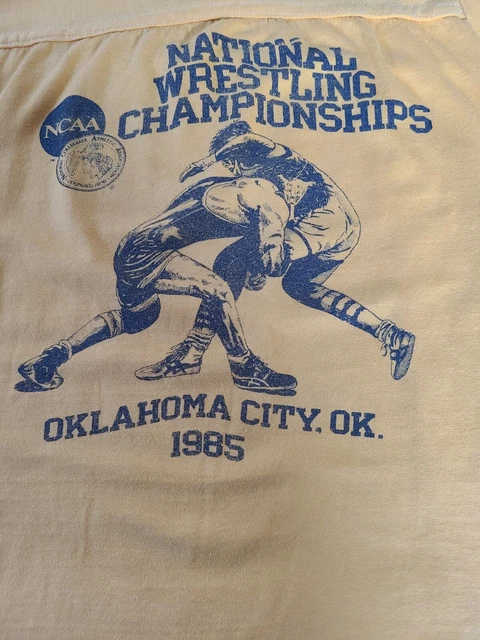 NATIONAL
WRESTLING
CHAMPIONSHIPS
NCAA
OKLAHOMA CITY, OK.
1985